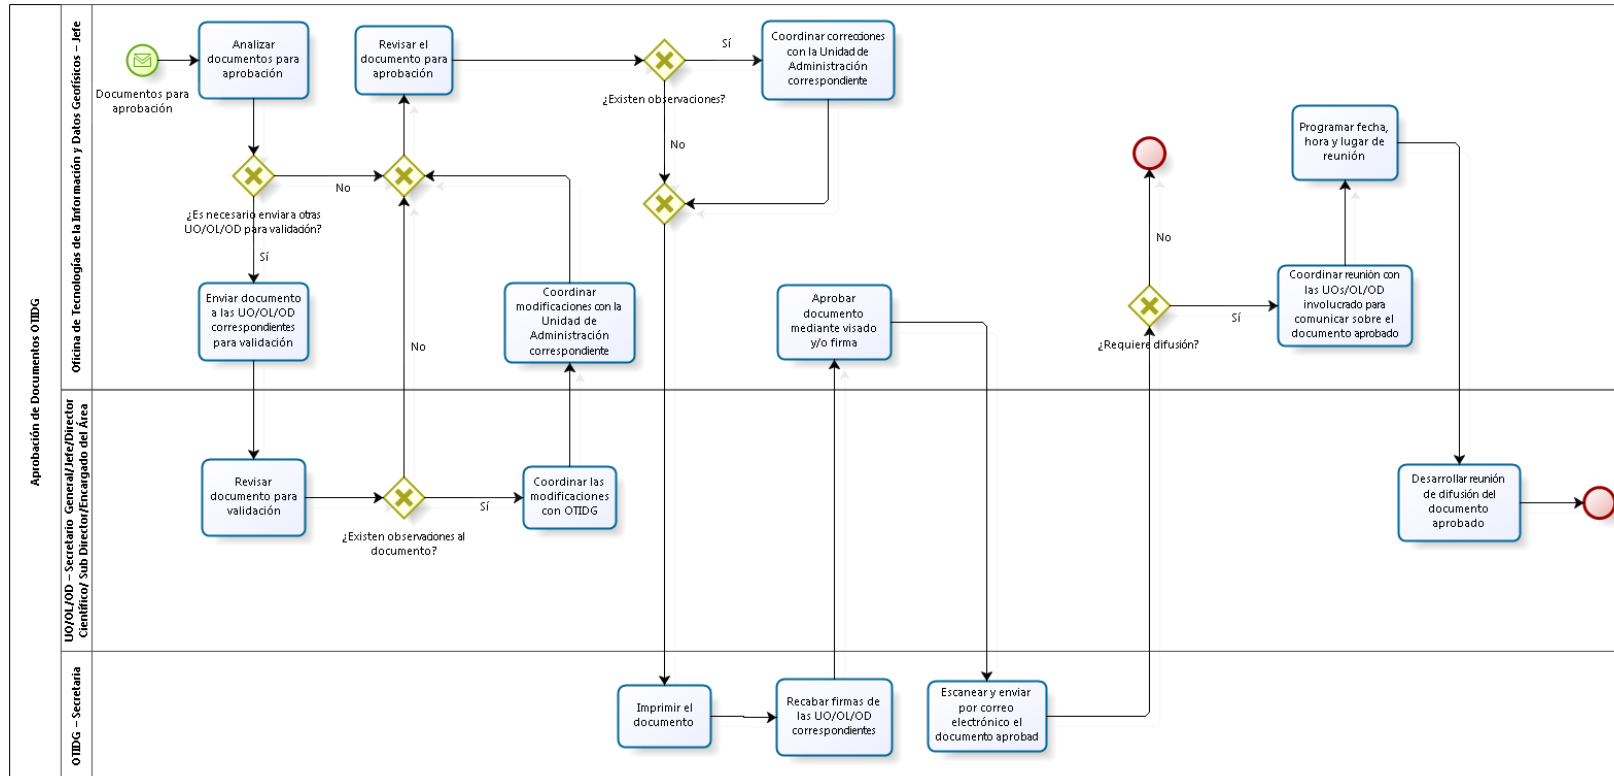 Aprobación de Documentos OTIDG
Oficina de Tecnologías de la Información y Datos Geofísicos – Jefe
Documentos para
aprobación
Analizar
documentos para
aprobación
¿Es necesario enviara otras
UO/OL/OD para validación?
No
Sí
Enviar documento
a las UO/OL/OD
correspondientes
para validación
Revisar el
documento para
aprobación
¿Existen observaciones?
Sí
No
Coordinar correcciones
con la Unidad de
Administración
correspondiente
No
Coordinar
modificaciones con la
Unidad de
Administración
correspondiente
Aprobar
documento
mediante visado
y/o firma
No
¿Requiere difusión?
Sí
Coordinar reunión con
las UOs/OL/OD
involucrado para
comunicar sobre el
documento aprobado
Programar fecha,
hora y lugar de
reunión
UO/OL/OD – Secretario General/Jefe/Director
Científico/ Sub Director/Encargado del Área
Revisar
documento para
validación
¿Existen observaciones al
documento?
Sí
Coordinar las
modificaciones
con OTIDG
Desarrollar reunión
de difusión del
documento
aprobado
OTIDG – Secretaria
Imprimir el
documento
Recabar firmas de
las UO/OL/OD
correspondientes
Escanear y enviar
por correo
electrónico el
documento aprobad